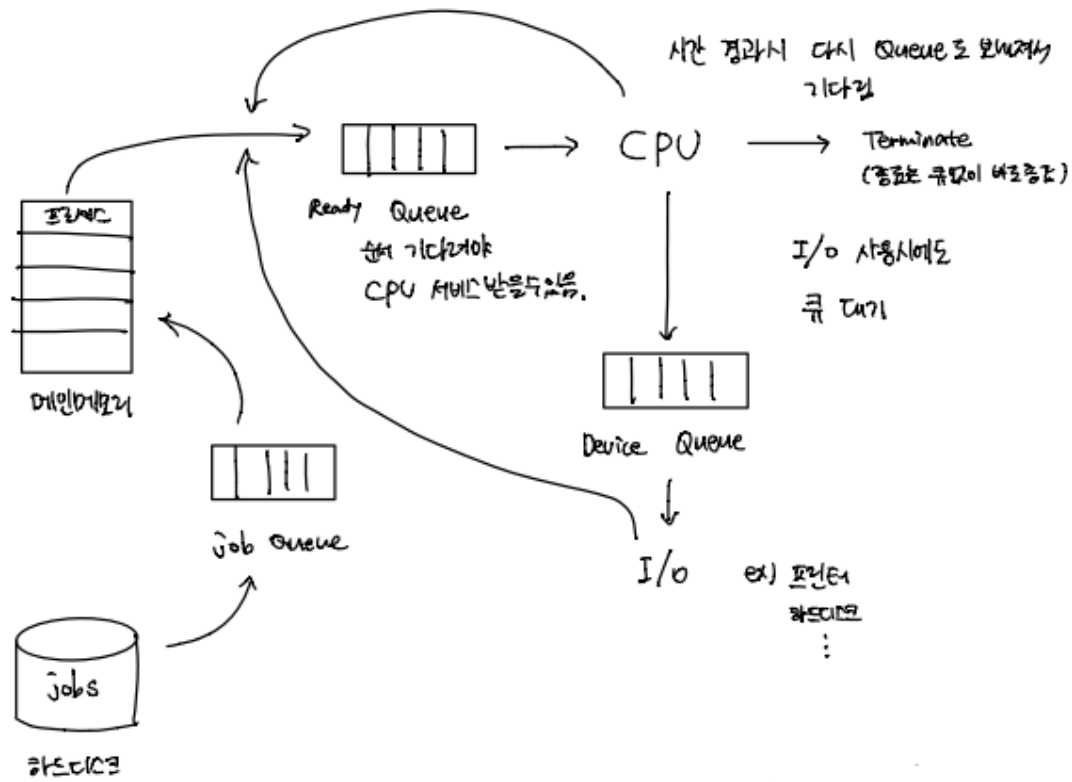 시간 경과시 다시 Queue로 보내져서
기다림
CPU
Terminate
(종료는 큐없이 바로종료)
프로세스
Ready Queue
순서 기다려야
CPU 서비스 받을수있음.
I/O 사용시에도
큐 대기
메인메모리
Device Queue
job Queue
I/O ex) 프린터
하드디스크
⋮
jobs
하드디스크